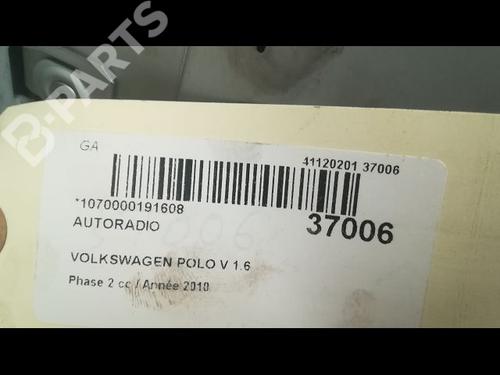 B-PARTS
GA
41120201 37006
*1070000191608
37006
AUTORADIO
VOLKSWAGEN POLO V 1.6
Phase 2 cc / Année 2010